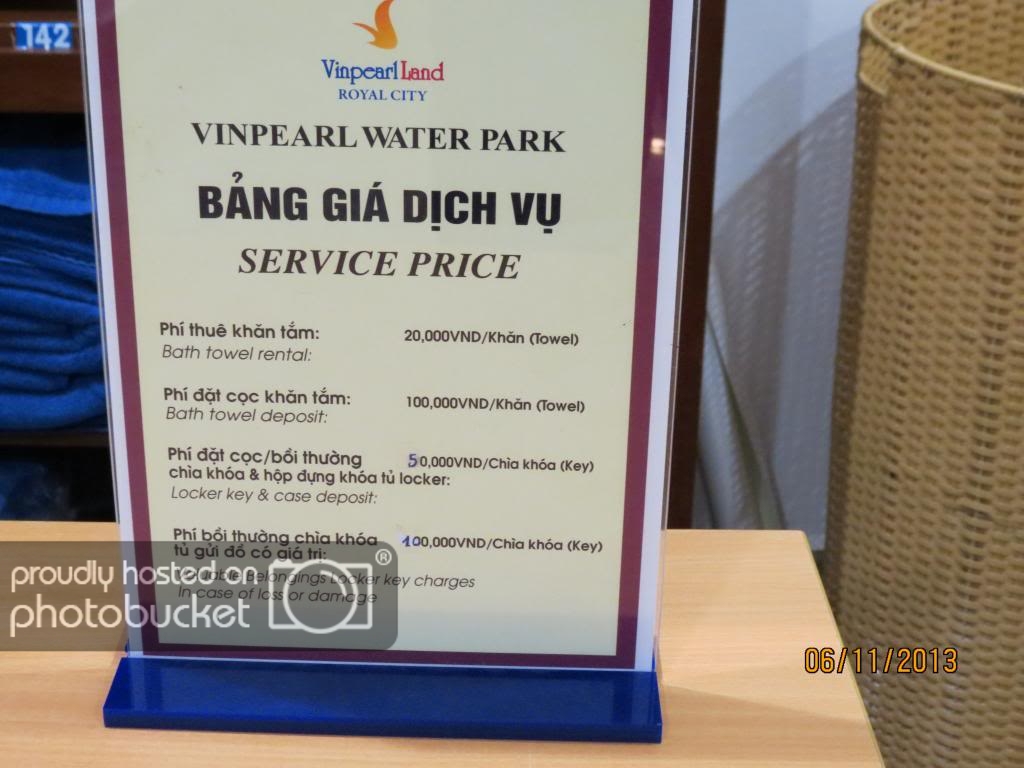 142
Vinpearl Land
ROYAL CITY
VINPEARL WATER PARK
BẢNG GIÁ DỊCH VỤ
SERVICE PRICE
Phí thuê khăn tắm: 20,000VND/Khăn (Towel)
Bath towel rental:
Phí đặt cọc khăn tắm: 100,000VND/Khăn (Towel)
Bath towel deposit:
Phí đặt cọc/bồi thường 50,000VND/Chìa khóa (Key)
chìa khóa & hộp đựng khóa tủ locker:
Locker key & case deposit:
Phí bồi thường chìa khóa 100,000VND/Chìa khóa (Key)
tủ gửi đồ có giá trị:
Valuable Belongings Locker key charges
In case of loss or damage
proudly hosted on
photobucket ®
06/11/2013